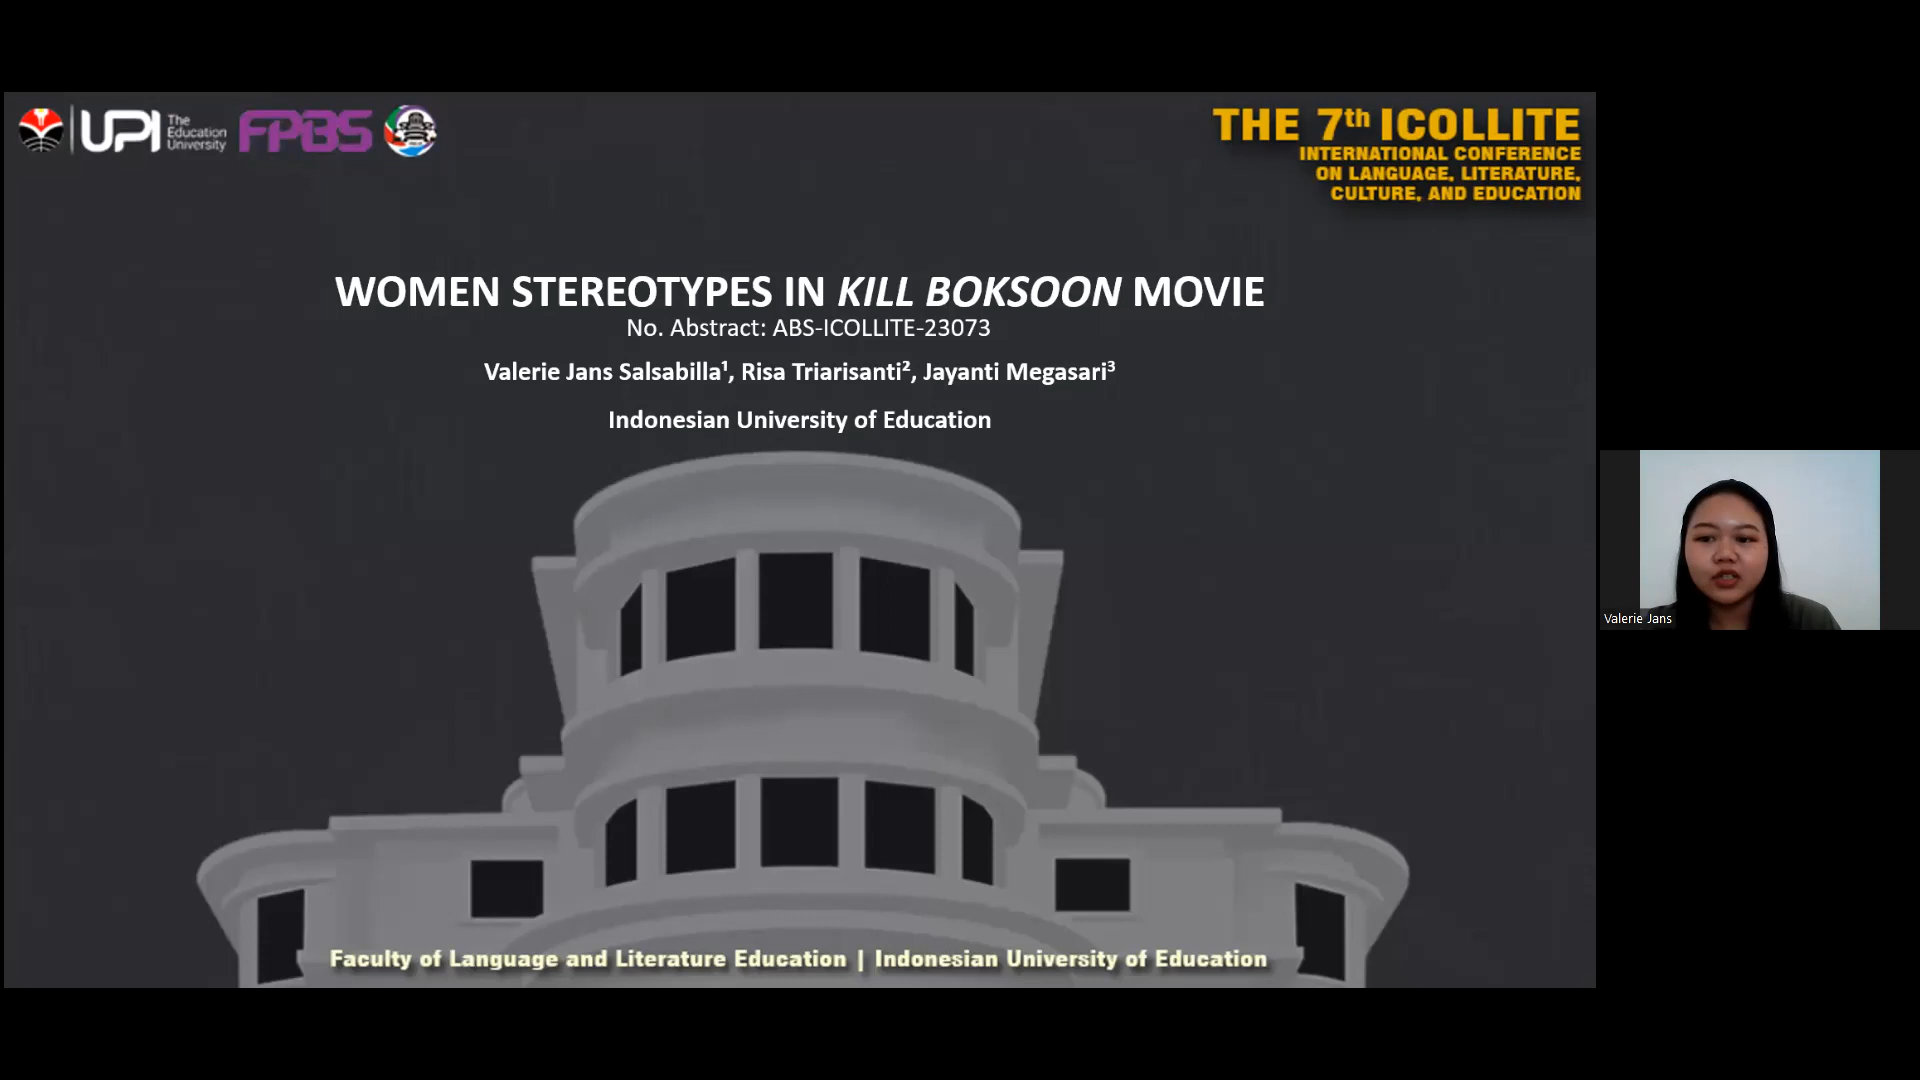 UPI The
Education
University
FPBS
THE 7th ICOLLITE
INTERNATIONAL CONFERENCE
ON LANGUAGE, LITERATURE,
CULTURE, AND EDUCATION
WOMEN STEREOTYPES IN KILL BOKSOON MOVIE
No. Abstract: ABS-ICOLLITE-23073
Valerie Jans Salsabilla¹, Risa Triarisanti², Jayanti Megasari³
Indonesian University of Education
Valerie Jans
Faculty of Language and Literature Education | Indonesian University of Education